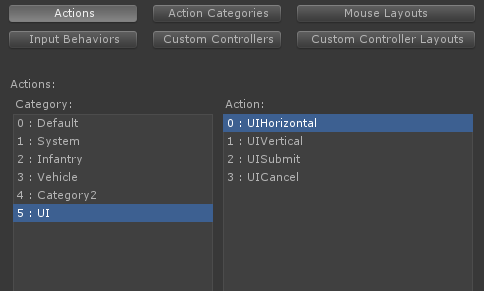 Actions Action Categories Mouse Layouts
Input Behaviors Custom Controllers Custom Controller Layouts
Actions:
Category: Action:
0 : Default 0 : UIHorizontal
1 : System 1 : UIVertical
2 : Infantry 2 : UISubmit
3 : Vehicle 3 : UICancel
4 : Category2
5 : UI